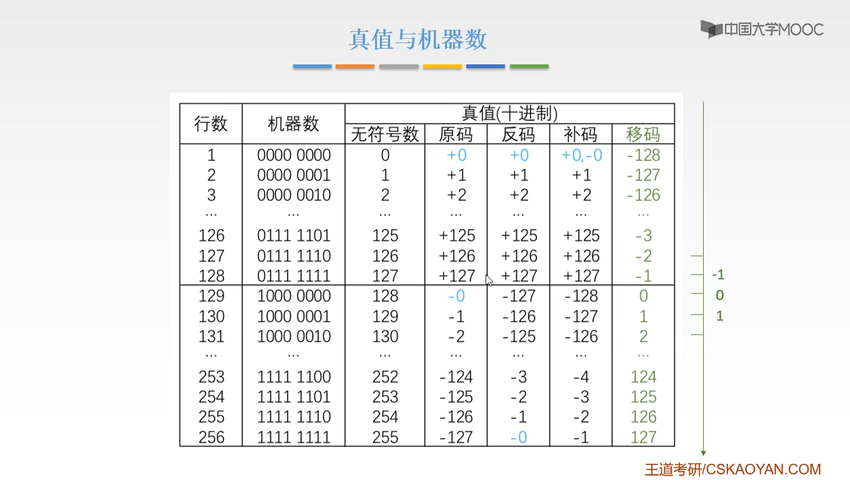 真值与机器数
中国大学MOOC
真值(十进制)
行数 机器数 无符号数 原码 反码 补码 移码
1 0000 0000 0 +0 +0 +0,-0 -128
2 0000 0001 1 +1 +1 +1 -127
3 0000 0010 2 +2 +2 +2 -126
... ... ... ... ... ... ...
126 0111 1101 125 +125 +125 +125 -3
127 0111 1110 126 +126 +126 +126 -2
128 0111 1111 127 +127 +127 +127 -1
129 1000 0000 128 -0 -127 -128 0
130 1000 0001 129 -1 -126 -127 1
131 1000 0010 130 -2 -125 -126 2
... ... ... ... ... ... ...
253 1111 1100 252 -124 -3 -4 124
254 1111 1101 253 -125 -2 -3 125
255 1111 1110 254 -126 -1 -2 126
256 1111 1111 255 -127 -0 -1 127
-1
0
1
王道考研/CSKAOYAN.COM